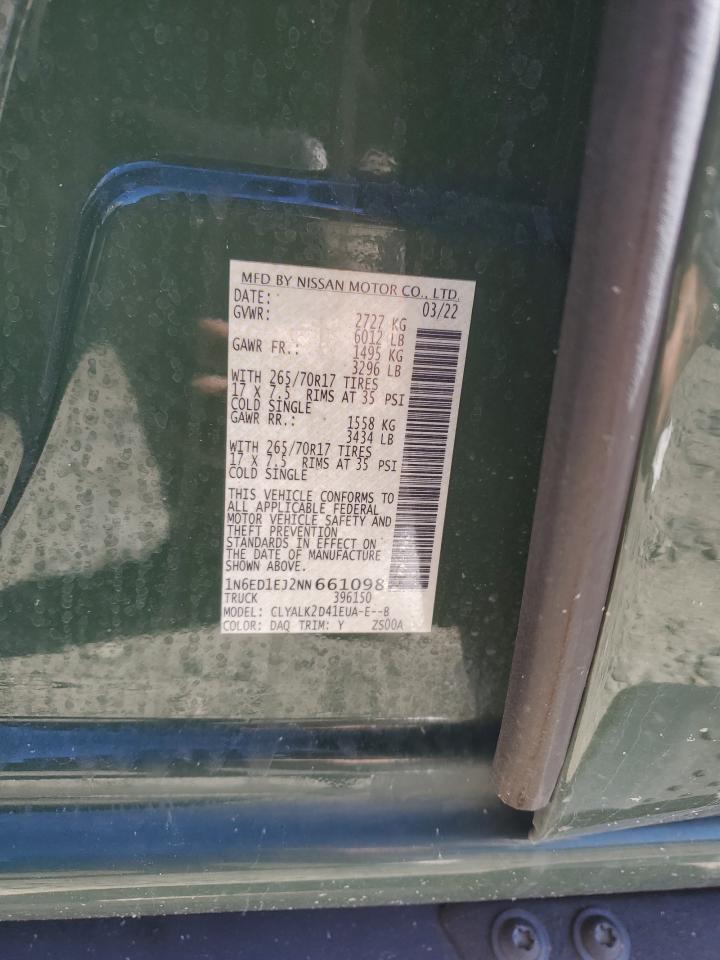 MFD BY NISSAN MOTOR CO., LTD.
DATE: 03/22
GVWR: 2727 KG
6012 LB
GAWR FR.: 1495 KG
3296 LB
WITH 265/70R17 TIRES
17 X 7.5 RIMS AT 35 PSI
COLD SINGLE
GAWR RR.: 1558 KG
3434 LB
WITH 265/70R17 TIRES
17 X 7.5 RIMS AT 35 PSI
COLD SINGLE
THIS VEHICLE CONFORMS TO
ALL APPLICABLE FEDERAL
MOTOR VEHICLE SAFETY AND
THEFT PREVENTION
STANDARDS IN EFFECT ON
THE DATE OF MANUFACTURE
SHOWN ABOVE.
1N6ED1EJ2NN661098
TRUCK 396150
MODEL: CLYALK2D41EUA-E--B
COLOR: DAQ TRIM: Y ZS00A